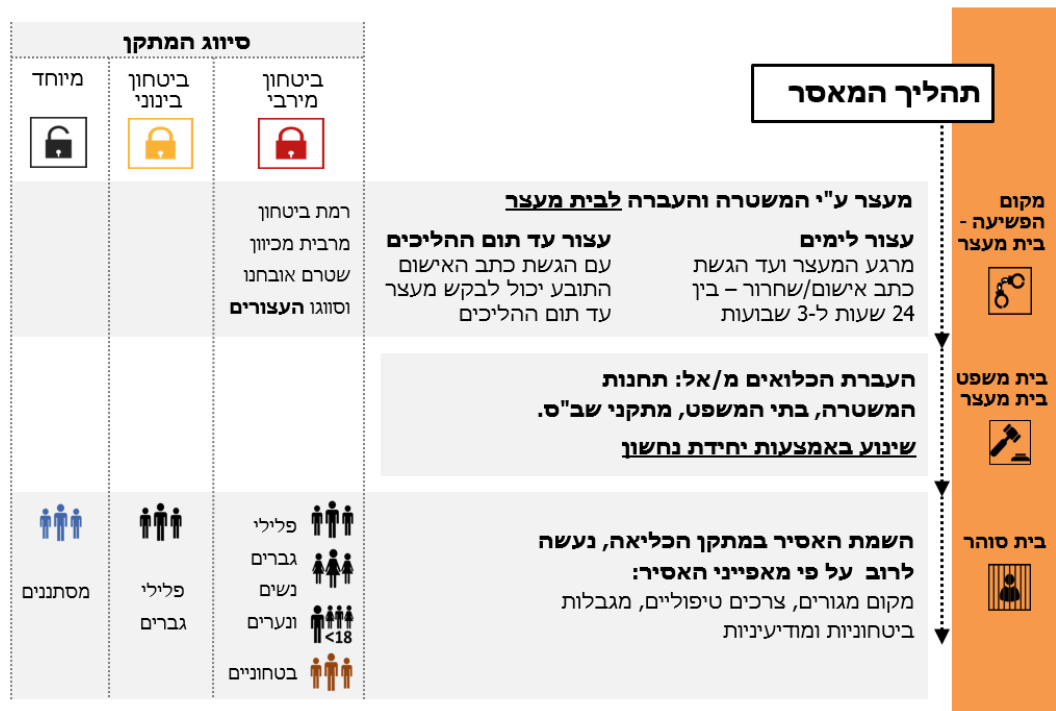 תהליך המאסר
סיווג המתקן
ביטחון
מירבי
ביטחון
בינוני
מיוחד
מקום
הפשיעה -
בית מעצר
מעצר ע"י המשטרה והעברה לבית מעצר
עצור לימים
מרגע המעצר ועד הגשת
כתב אישום/שחרור – בין
24 שעות ל-3 שבועות
עצור עד תום ההליכים
עם הגשת כתב האישום
התובע יכול לבקש מעצר
עד תום ההליכים
רמת ביטחון
מרבית מכיוון
שטרם אובחנו
וסווגו העצורים
בית משפט
בית מעצר
העברת הכלואים מ/אל: תחנות
המשטרה, בתי המשפט, מתקני שב"ס.
שינוע באמצעות יחידת נחשון
בית סוהר
השמת האסיר במתקן הכליאה, נעשה
לרוב על פי מאפייני האסיר:
מקום מגורים, צרכים טיפוליים, מגבלות
ביטחוניות ומודיעיניות
פלילי
גברים
נשים
ונערים
<18
בטחוניים
פלילי
גברים
מסתננים